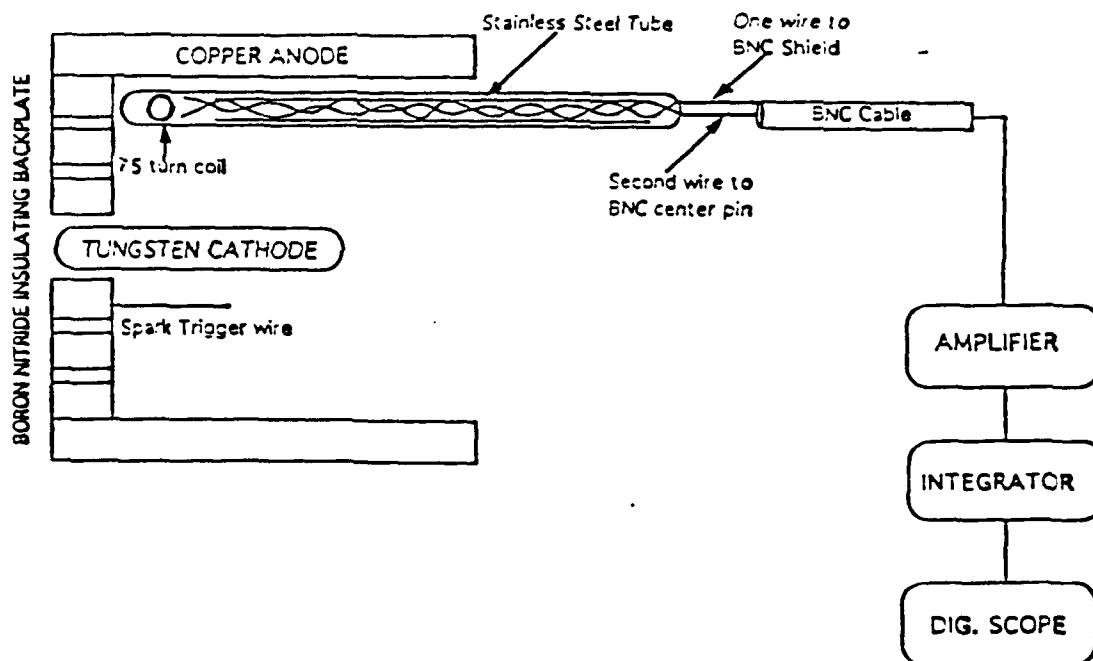 Stainless Steel Tube
One wire to
BNC Shield
COPPER ANODE
BNC Cable
75 turn coil
Second wire to
BNC center pin
BORON NITRIDE INSULATING BACKPLATE
TUNGSTEN CATHODE
Spark Trigger wire
AMPLIFIER
INTEGRATOR
DIG. SCOPE